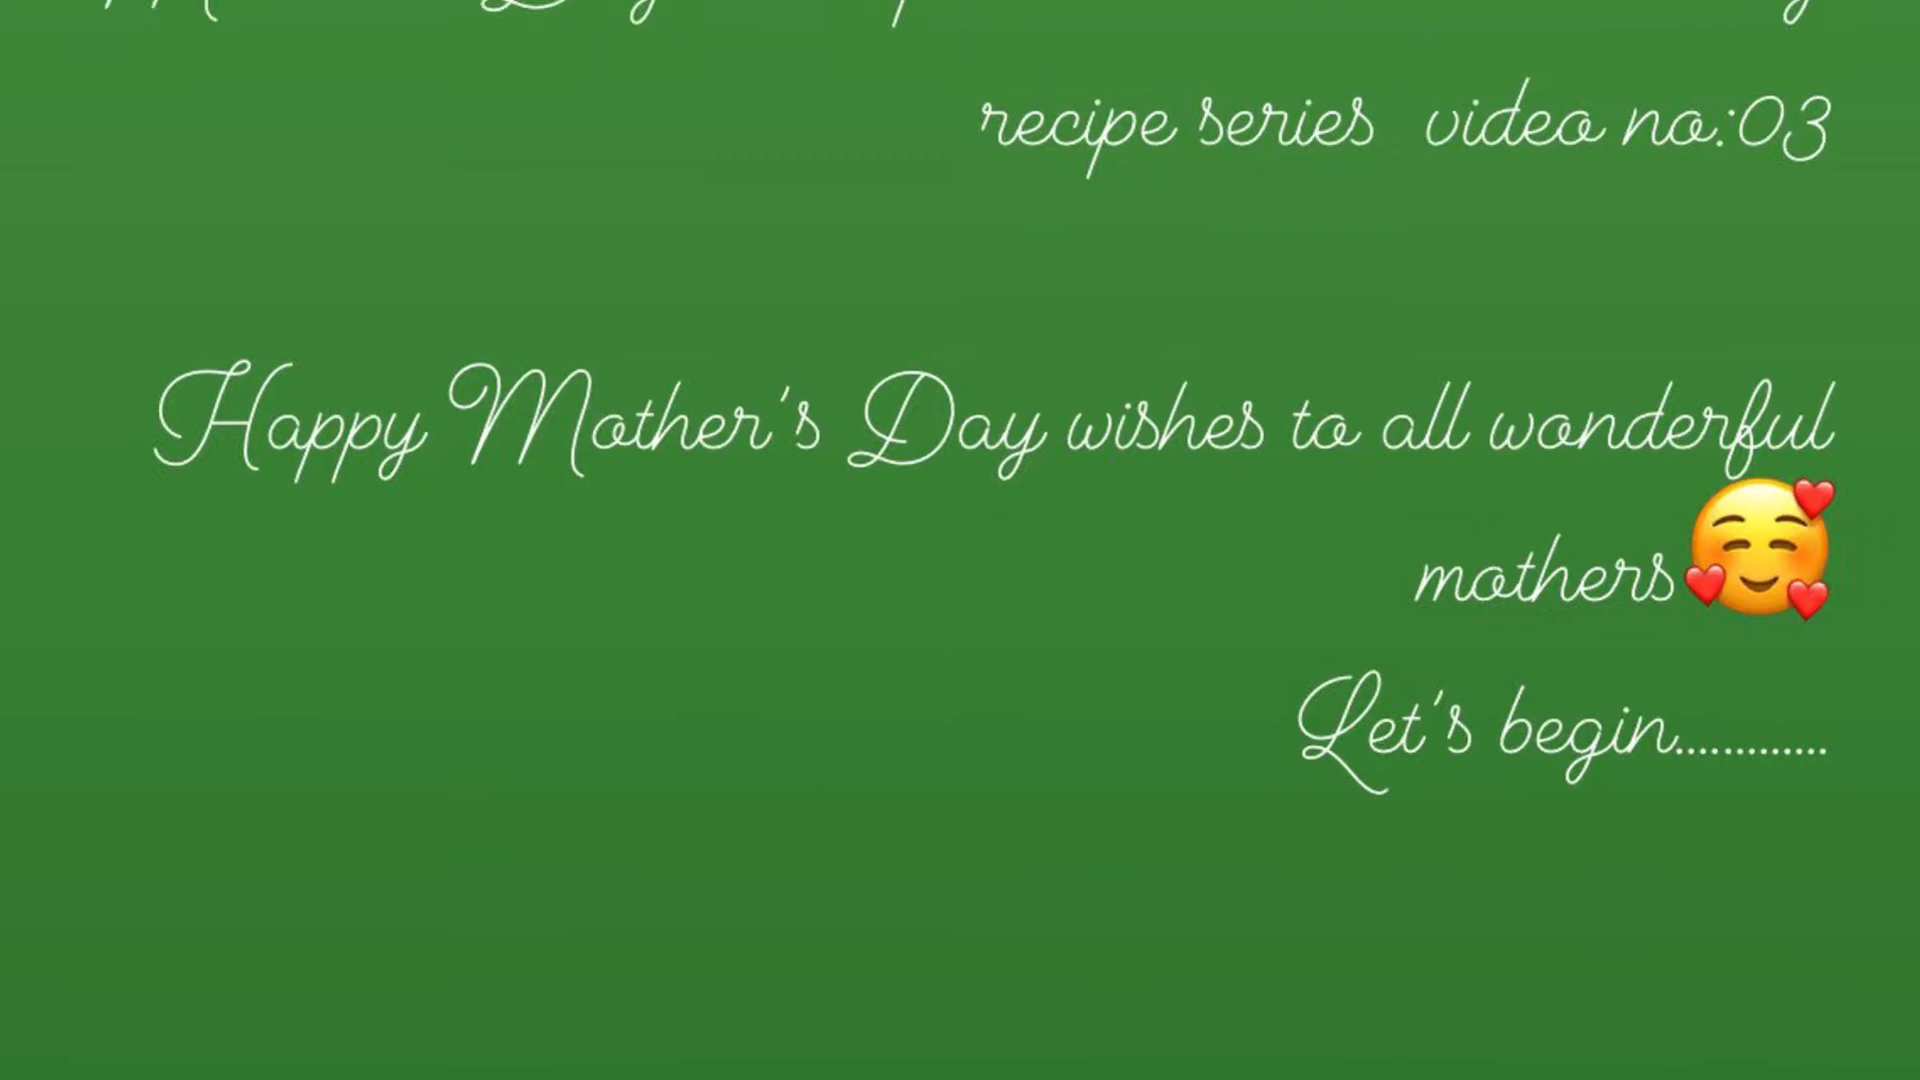 recipe series video no:03
Happy Mother's Day wishes to all wonderful
mothers🥰
Let's begin............